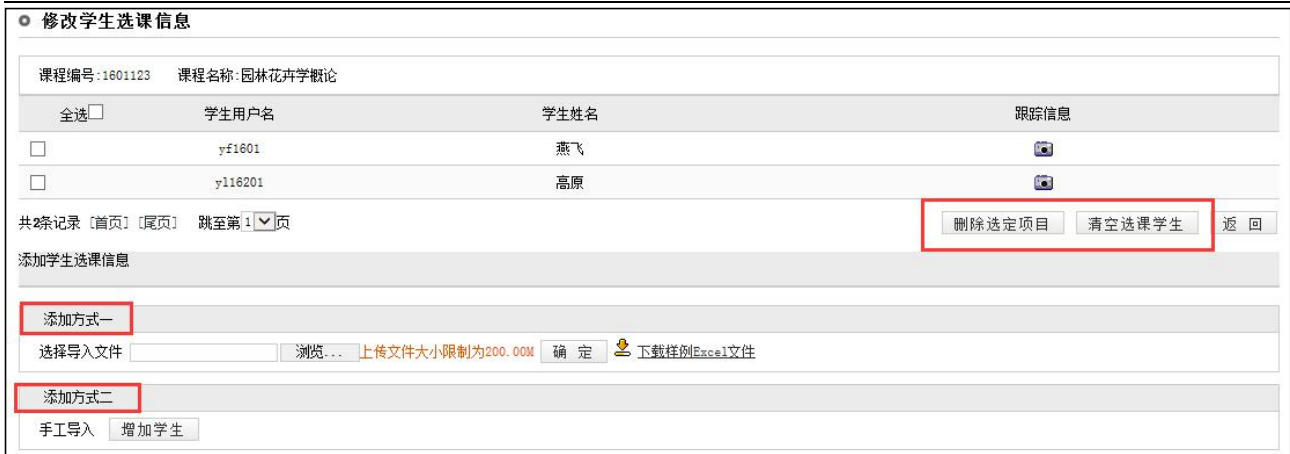 修改学生选课信息
课程编号:1601123 课程名称:园林花卉学概论
全选 学生用户名 学生姓名 跟踪信息
yf1601 燕飞
yl16201 高原
共2条记录 [首页] [尾页] 跳至第1页 删除选定项目 清空选课学生 返 回
添加学生选课信息
添加方式一
选择导入文件 浏览... 上传文件大小限制为200.00M 确 定 下载样例Excel文件
添加方式二
手工导入 增加学生